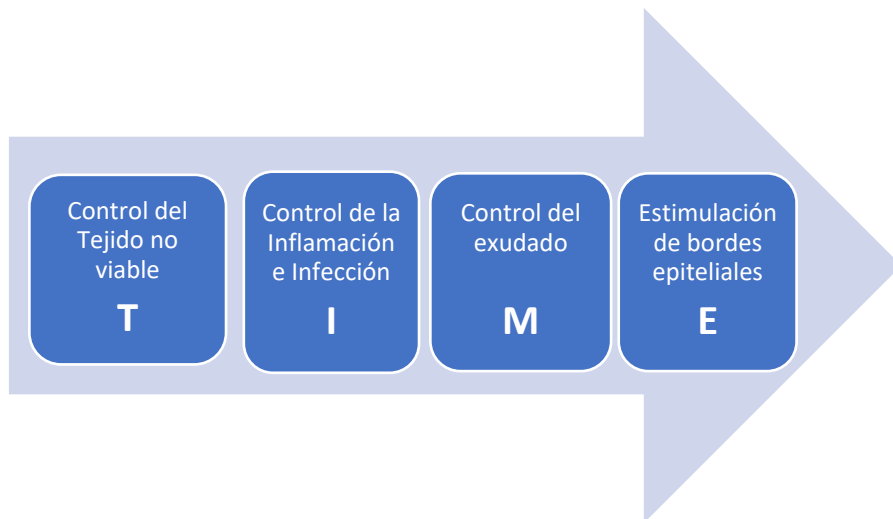 Control del
Tejido no
viable
T
Control de la
Inflamación
e Infección
I
Control del
exudado
M
Estimulación
de bordes
epiteliales
E